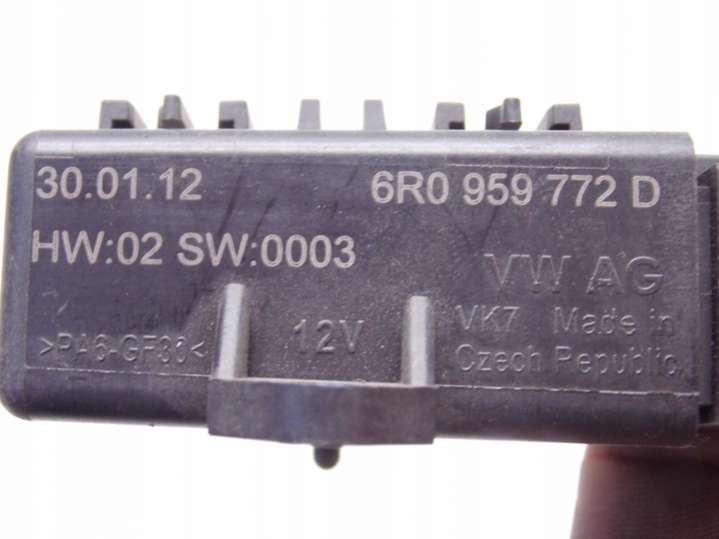 30.01.12 6R0 959 772 D
HW:02 SW:0003
VW AG
12V VK7 Made in
>PA6-GF30< Czech Republic